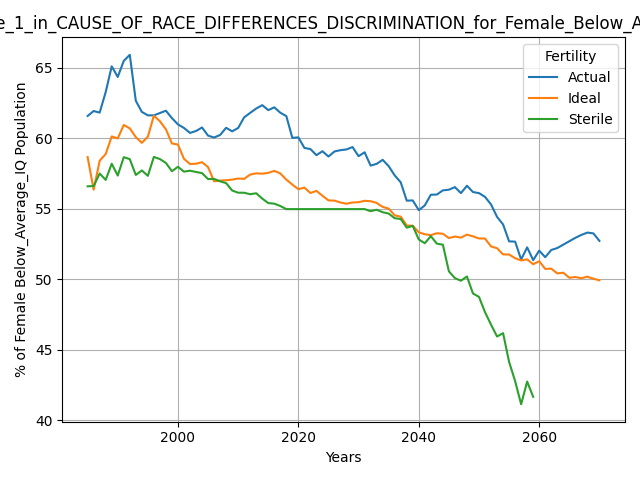 e_1_in_CAUSE_OF_RACE_DIFFERENCES_DISCRIMINATION_for_Female_Below_A
% of Female Below_Average_IQ Population
65
60
55
50
45
40
Fertility
Actual
Ideal
Sterile
2000
2020
2040
2060
Years